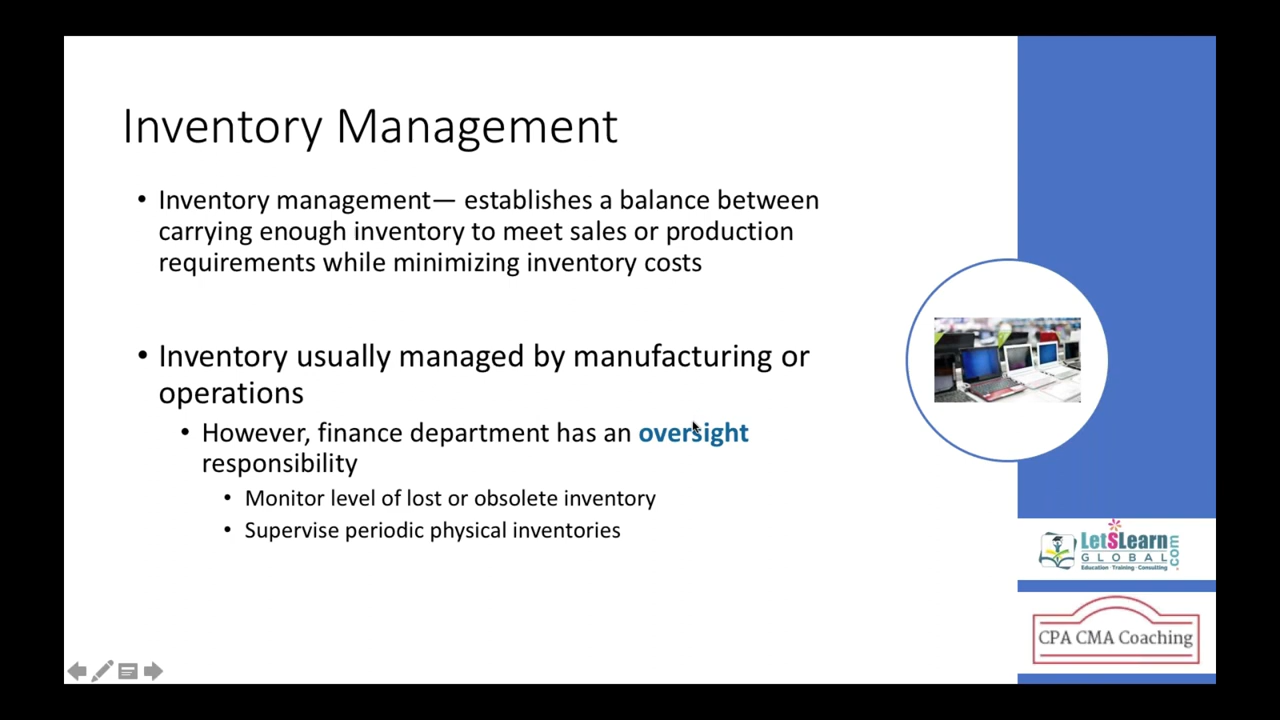 Inventory Management
• Inventory management— establishes a balance between
carrying enough inventory to meet sales or production
requirements while minimizing inventory costs
• Inventory usually managed by manufacturing or
operations
• However, finance department has an oversight
responsibility
• Monitor level of lost or obsolete inventory
• Supervise periodic physical inventories
LetSLearn
GLOBAL.com
Education · Training · Consulting
CPA CMA Coaching